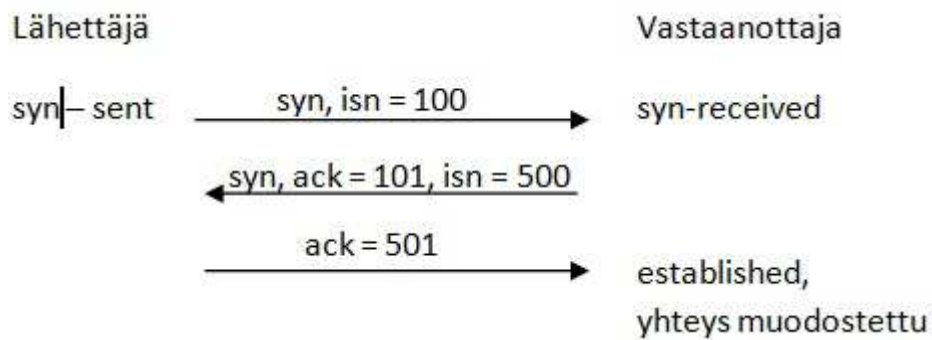 Lähettäjä
Vastaanottaja
syn – sent
syn, isn = 100
syn-received
syn, ack = 101, isn = 500
ack = 501
established,
yhteys muodostettu